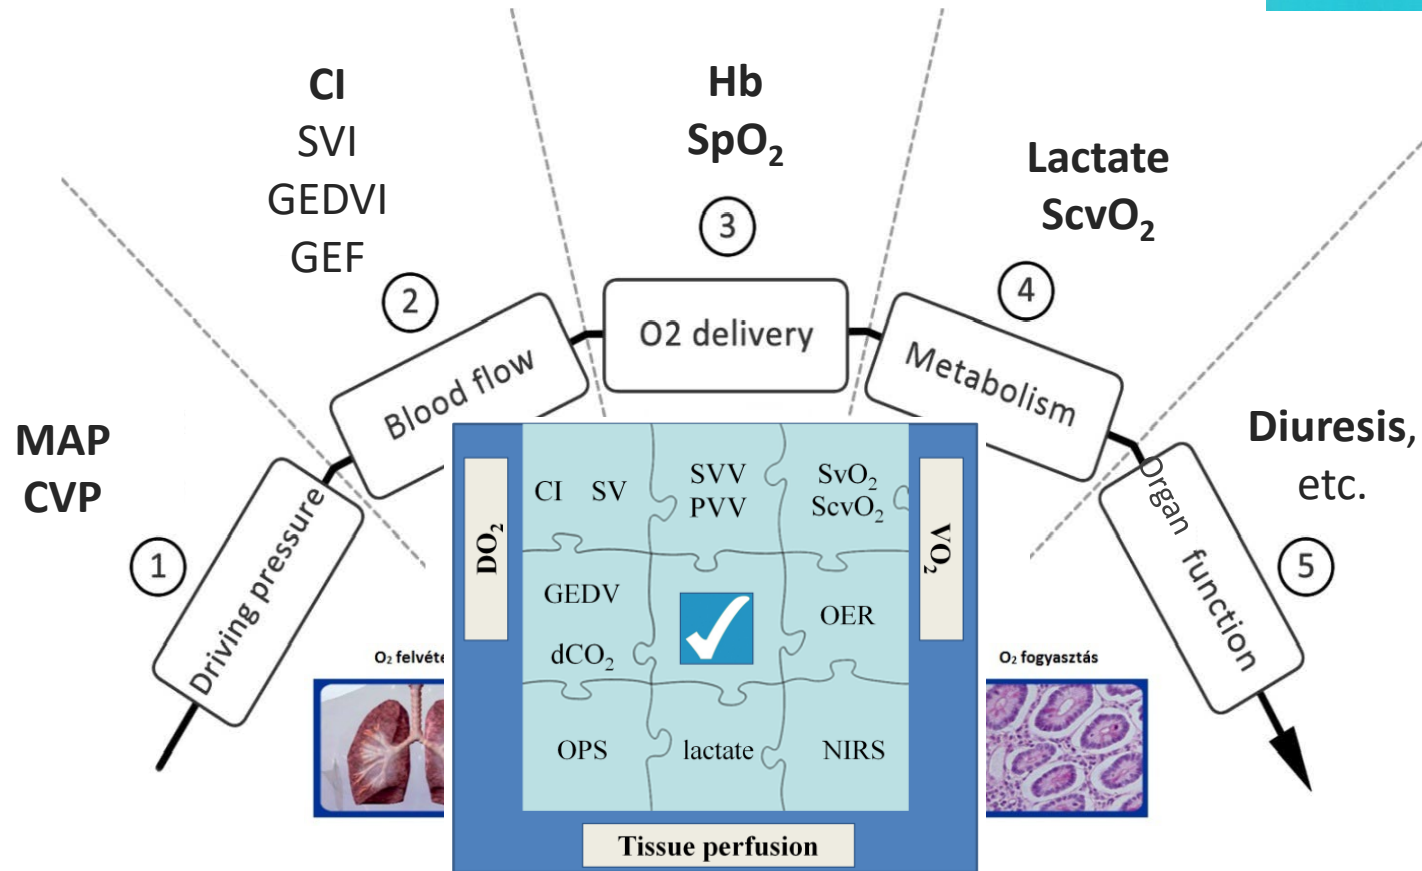 CI
SVI
GEDVI
GEF
Hb
SpO₂
Lactate
ScvO₂
MAP
CVP
Diuresis,
etc.
1
Driving pressure
2
Blood flow
3
O2 delivery
4
Metabolism
5
Organ function
DO₂
CI SV
SVV
PVV
SvO₂
ScvO₂
VO₂
GEDV
dCO₂
OER
OPS
lactate
NIRS
Tissue perfusion
O₂ felvéte
O₂ fogyasztás